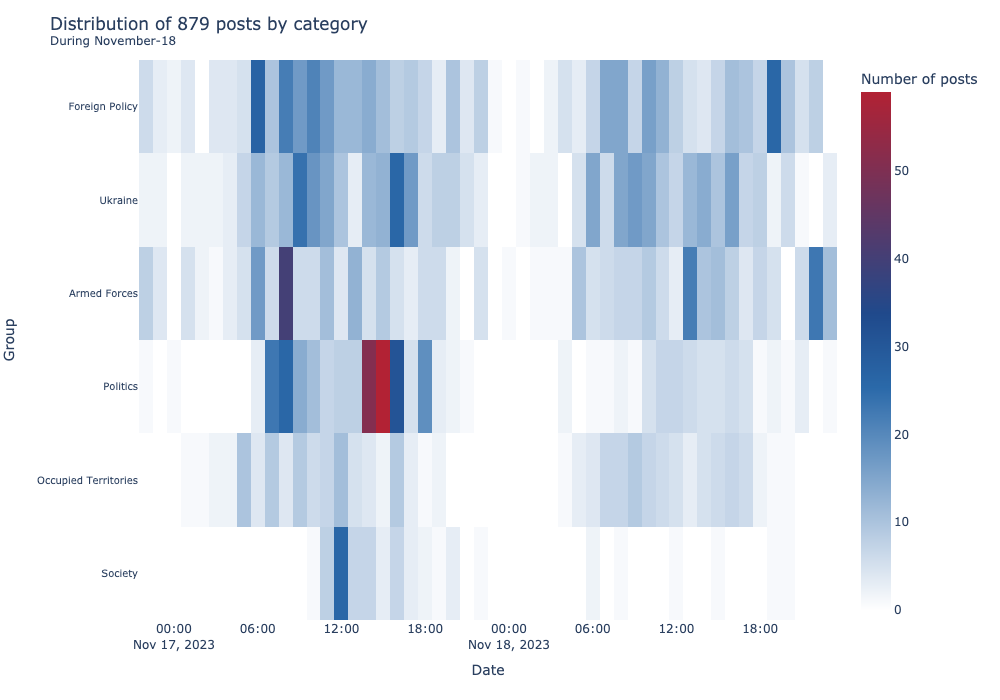 Distribution of 879 posts by category
During November-18
Number of posts
Foreign Policy
Ukraine
Armed Forces
Politics
Occupied Territories
Society
Group
50
40
30
20
10
0
00:00
Nov 17, 2023
06:00
12:00
18:00
00:00
Nov 18, 2023
06:00
12:00
18:00
Date